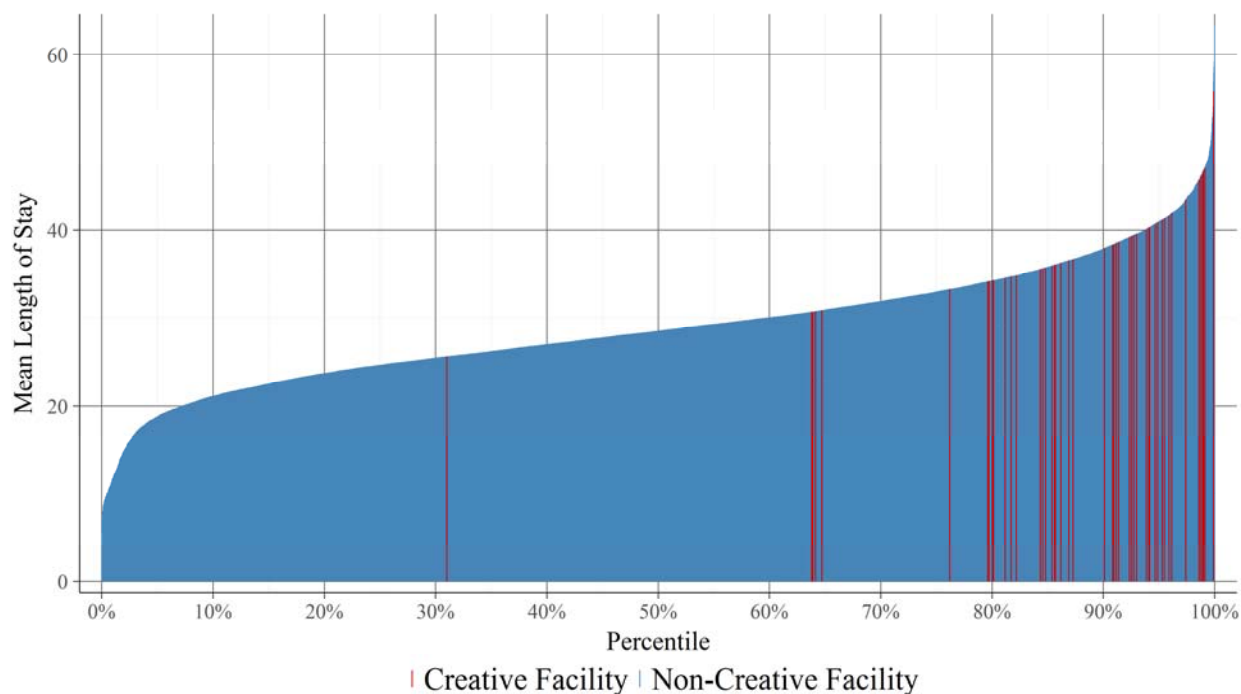 60
40
20
0
Mean Length of Stay
0% 10% 20% 30% 40% 50% 60% 70% 80% 90% 100%
Percentile
Creative Facility Non-Creative Facility